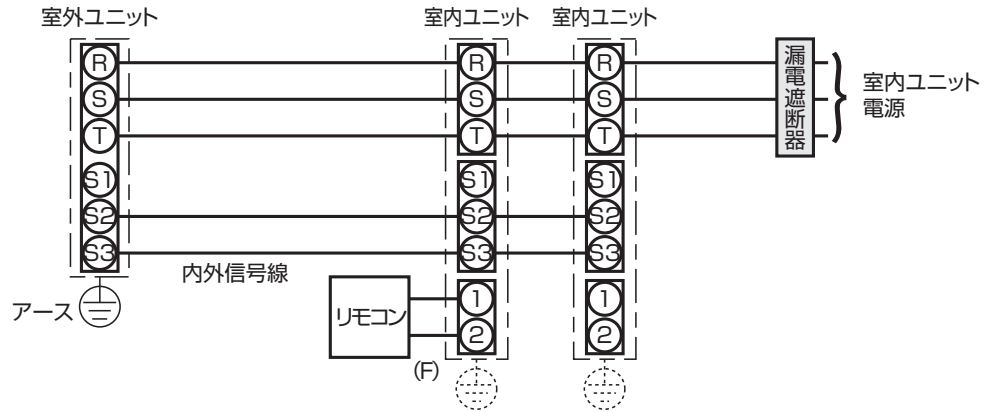 室外ユニット
室内ユニット
室内ユニット
R
R
R
S
S
S
T
T
T
S1
S1
S1
S2
S2
S2
S3
S3
S3
漏電遮断器
室内ユニット
電源
内外信号線
アース
リモコン
1
1
2
2
(F)